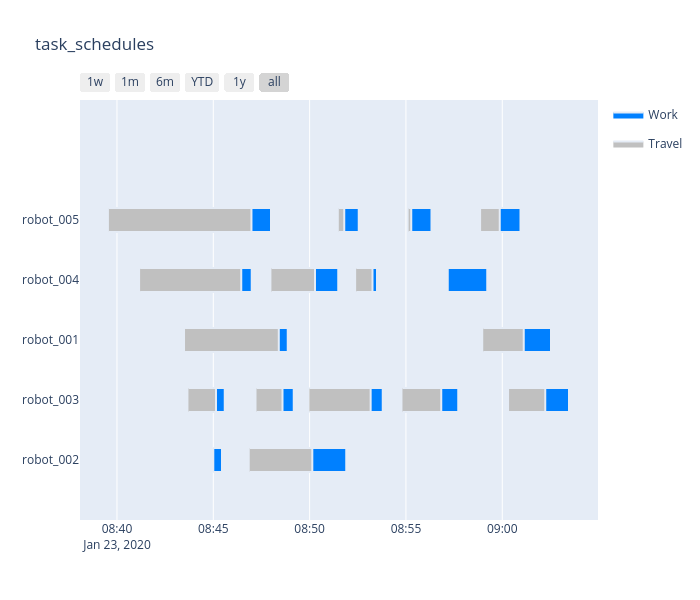 task_schedules
1w 1m 6m YTD 1y all
Work
Travel
robot_005
robot_004
robot_001
robot_003
robot_002
08:40 08:45 08:50 08:55 09:00
Jan 23, 2020